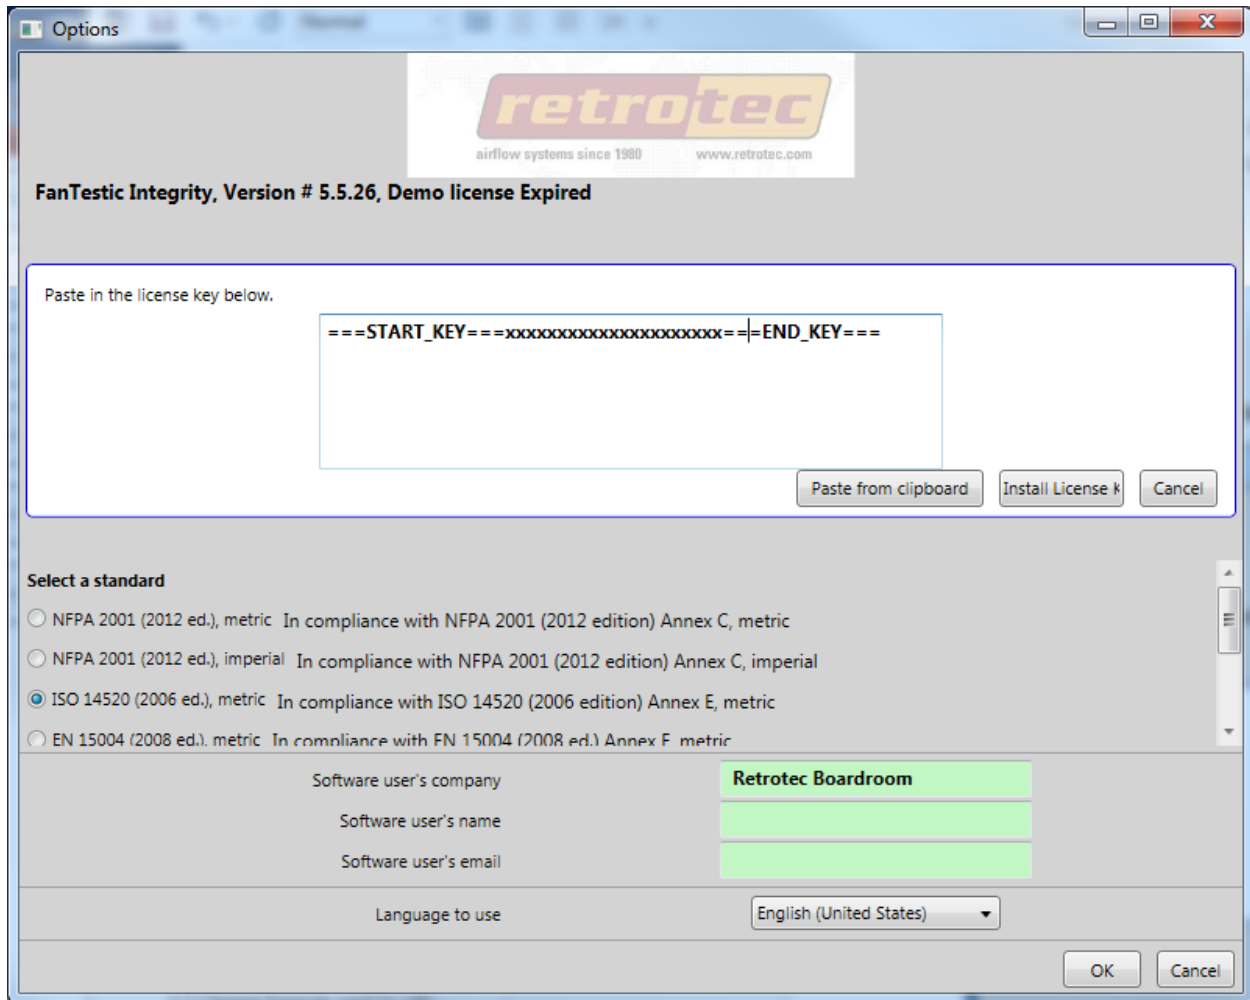 Options
Normal
retrotec
airflow systems since 1980 www.retrotec.com
FanTestic Integrity, Version # 5.5.26, Demo license Expired
Paste in the license key below.
===START_KEY===xxxxxxxxxxxxxxxxxxxxx===END_KEY===
Paste from clipboard Install License K Cancel
Select a standard
NFPA 2001 (2012 ed.), metric In compliance with NFPA 2001 (2012 edition) Annex C, metric
NFPA 2001 (2012 ed.), imperial In compliance with NFPA 2001 (2012 edition) Annex C, imperial
ISO 14520 (2006 ed.), metric In compliance with ISO 14520 (2006 edition) Annex E, metric
EN 15004 (2008 ed.), metric In compliance with EN 15004 (2008 ed.) Annex E, metric
Software user's company Retrotec Boardroom
Software user's name
Software user's email
Language to use English (United States)
OK Cancel